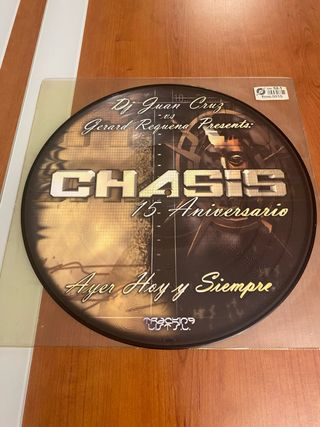 Dj Juan Cruz
vs
Gerard Requena Presents:
CHASIS
15 Aniversario
Ayer Hoy y Siempre